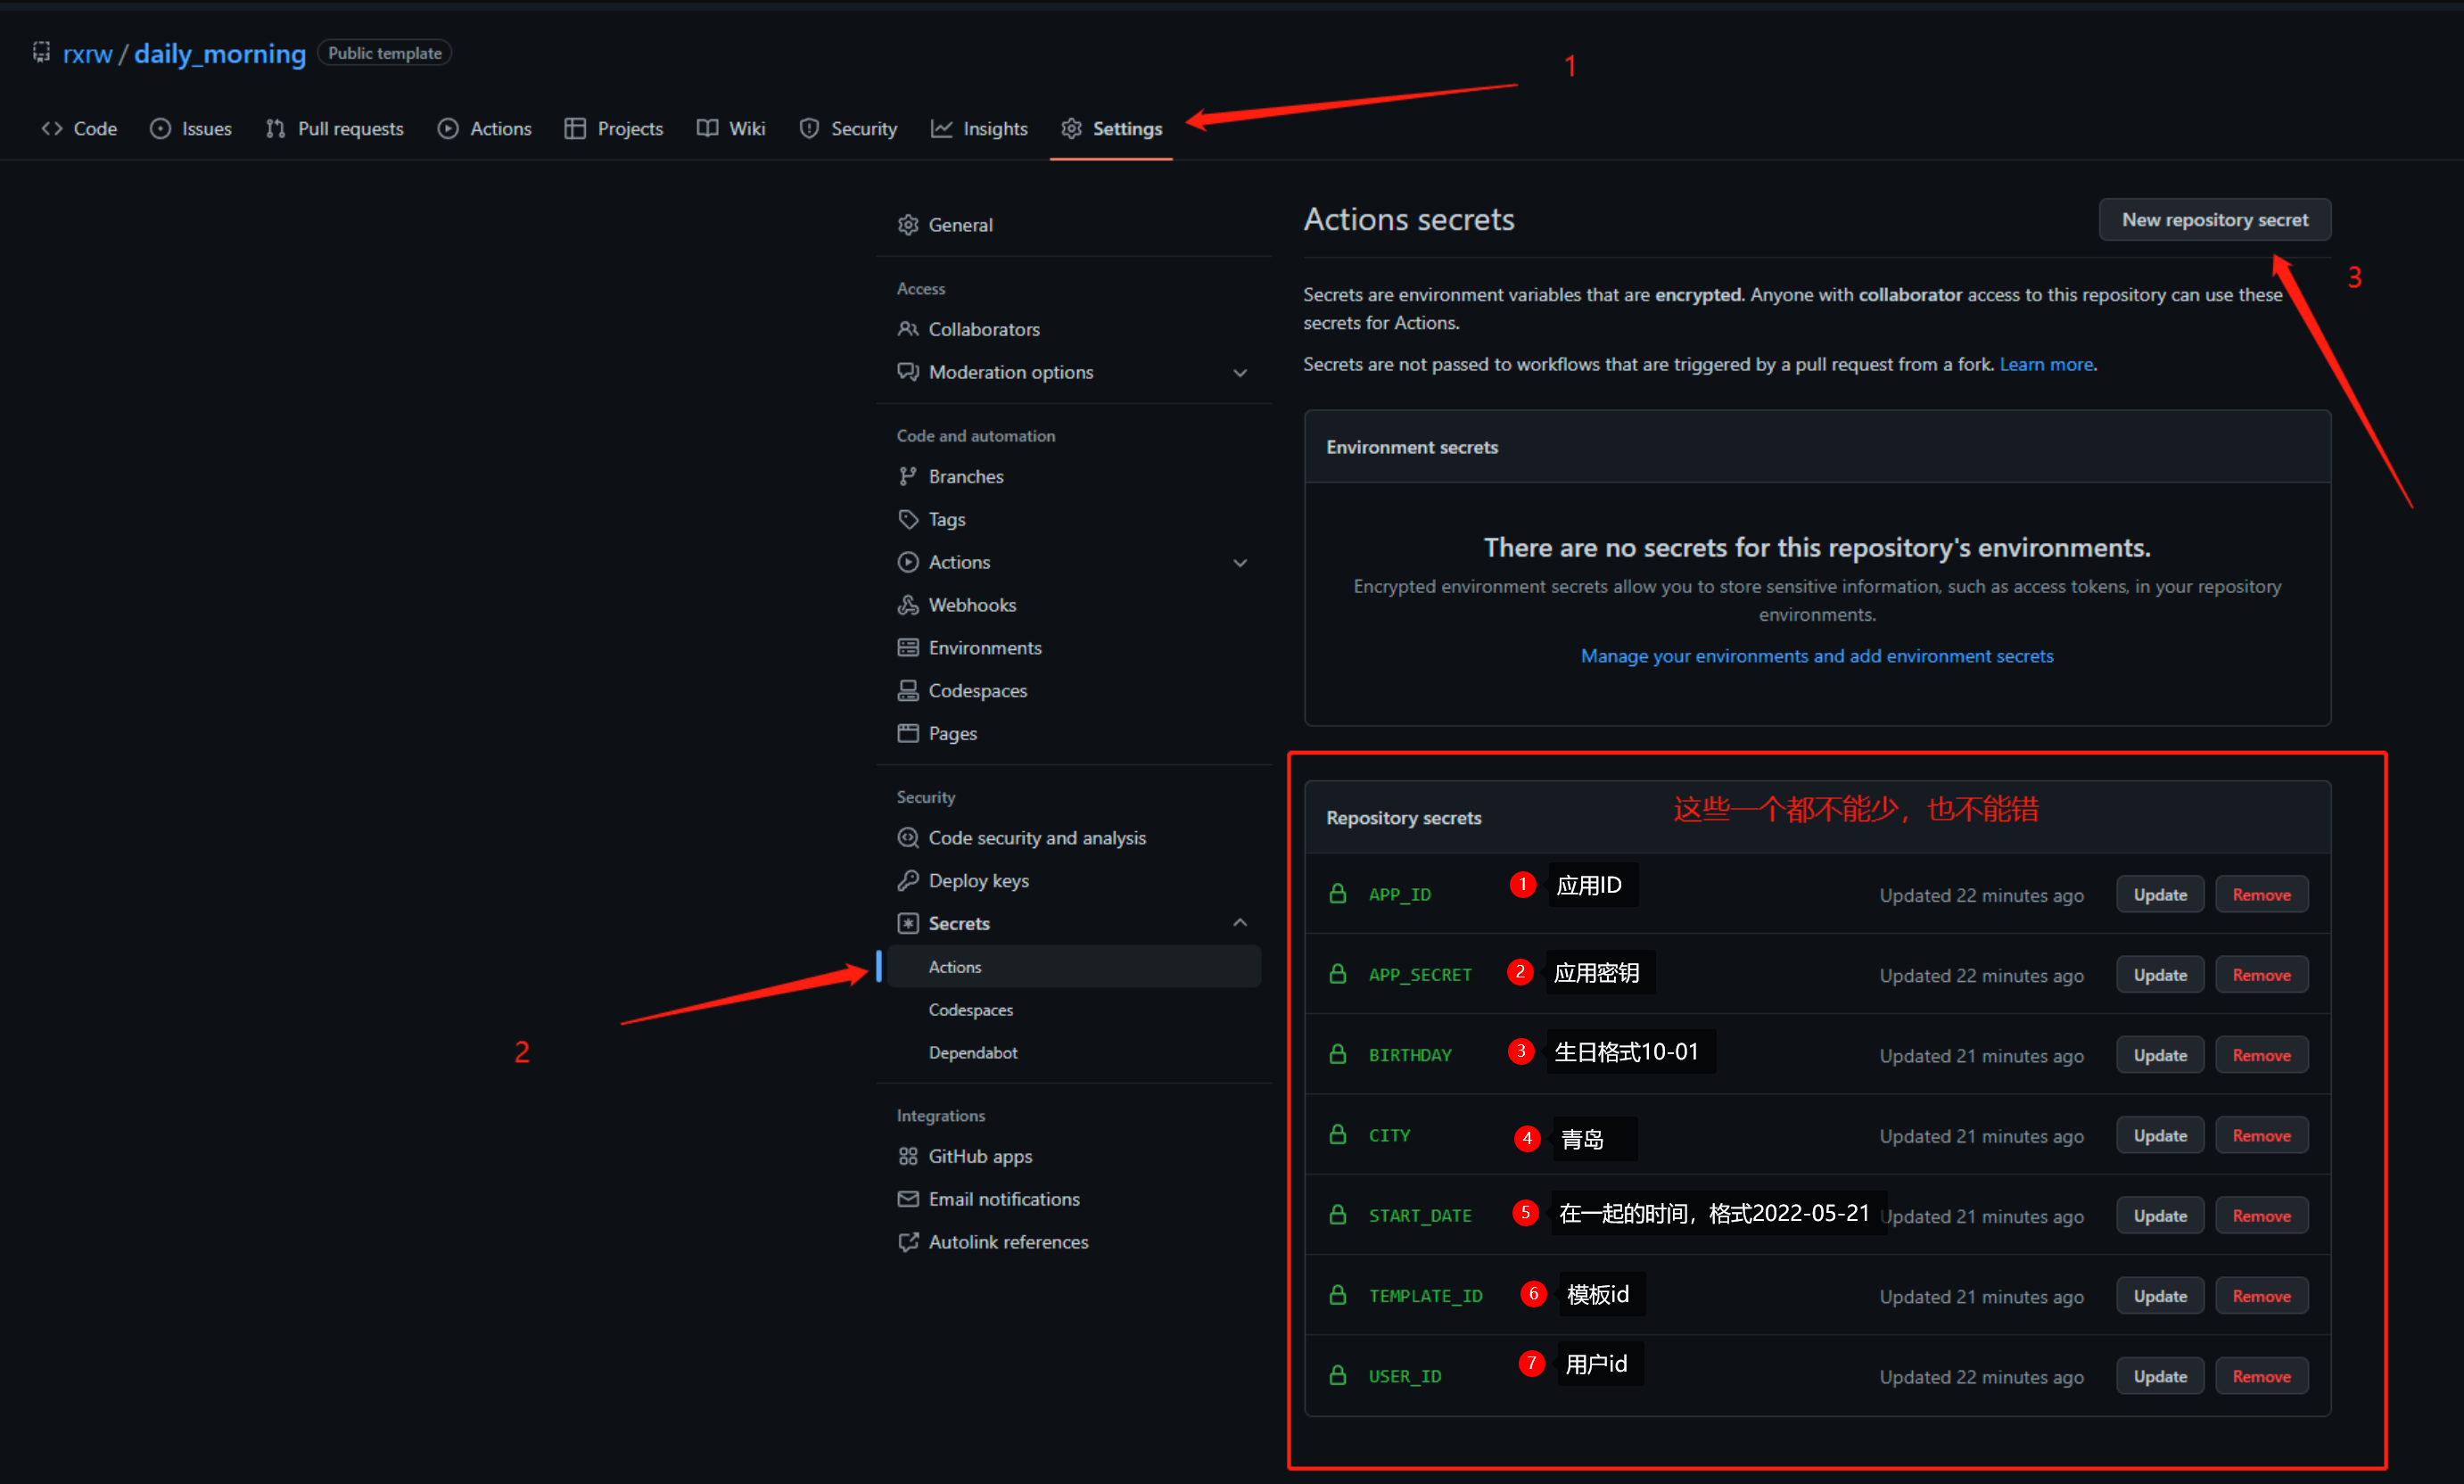 rxrw / daily_morning Public template
1
Code Issues Pull requests Actions Projects Wiki Security Insights Settings
General
Access
Collaborators
Moderation options
Code and automation
Branches
Tags
Actions
Webhooks
Environments
Codespaces
Pages
Security
Code security and analysis
Deploy keys
Secrets
Actions
Codespaces
Dependabot
2
Integrations
GitHub apps
Email notifications
Autolink references
Actions secrets
New repository secret
3
Secrets are environment variables that are encrypted. Anyone with collaborator access to this repository can use these
secrets for Actions.
Secrets are not passed to workflows that are triggered by a pull request from a fork. Learn more.
Environment secrets
There are no secrets for this repository's environments.
Encrypted environment secrets allow you to store sensitive information, such as access tokens, in your repository
environments.
Manage your environments and add environment secrets
Repository secrets 这些一个都不能少，也不能错
APP_ID 1 应用ID Updated 22 minutes ago Update Remove
APP_SECRET 2 应用密钥 Updated 22 minutes ago Update Remove
BIRTHDAY 3 生日格式10-01 Updated 21 minutes ago Update Remove
CITY 4 青岛 Updated 21 minutes ago Update Remove
START_DATE 5 在一起的时间，格式2022-05-21 Updated 21 minutes ago Update Remove
TEMPLATE_ID 6 模板id Updated 21 minutes ago Update Remove
USER_ID 7 用户id Updated 22 minutes ago Update Remove